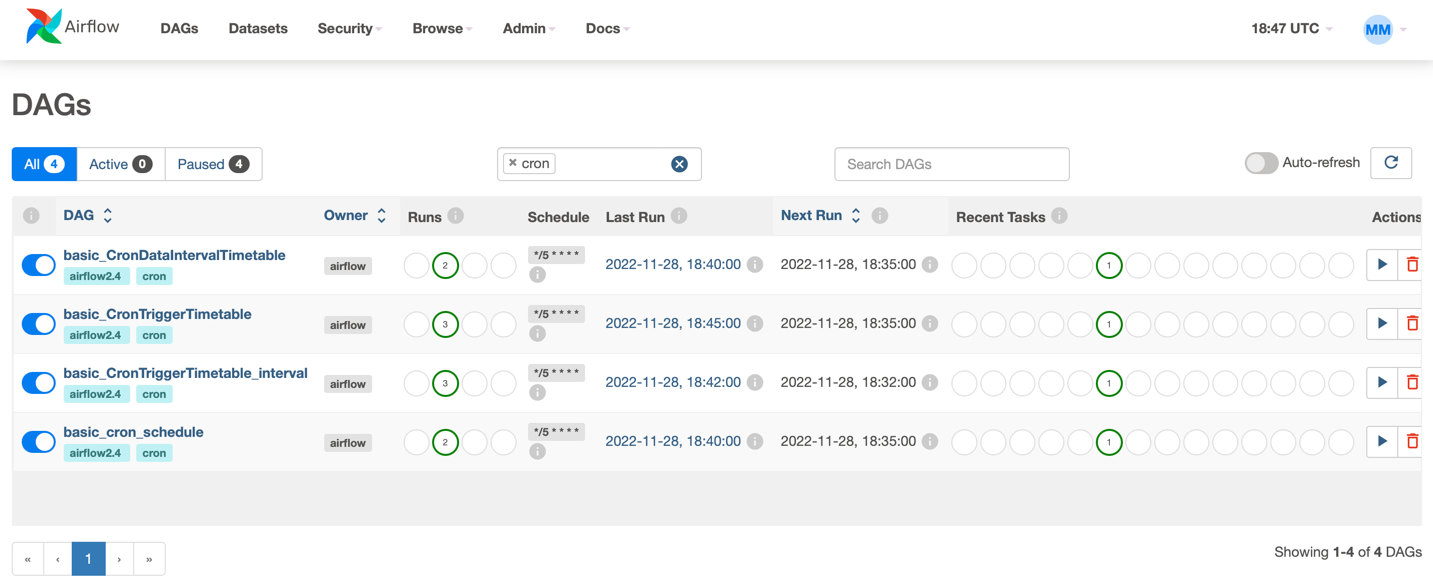 Airflow DAGs Datasets Security Browse Admin Docs 18:47 UTC MM
DAGs
All 4 Active 0 Paused 4 × cron Search DAGs Auto-refresh
i DAG Owner Runs i Schedule Last Run i Next Run i Recent Tasks i Actions
basic_CronDataIntervalTimetable
airflow2.4 cron
airflow
2
*/5 * * * *
i
2022-11-28, 18:40:00 i
2022-11-28, 18:35:00 i
1
basic_CronTriggerTimetable
airflow2.4 cron
airflow
3
*/5 * * * *
i
2022-11-28, 18:45:00 i
2022-11-28, 18:35:00 i
1
basic_CronTriggerTimetable_interval
airflow2.4 cron
airflow
3
*/5 * * * *
i
2022-11-28, 18:42:00 i
2022-11-28, 18:32:00 i
1
basic_cron_schedule
airflow2.4 cron
airflow
2
*/5 * * * *
i
2022-11-28, 18:40:00 i
2022-11-28, 18:35:00 i
1
« ‹ 1 › »
Showing 1-4 of 4 DAGs